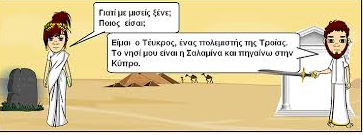 Γιατί με μισείς ξένε;
Ποιος είσαι;
Είμαι ο Τέυκρος, ένας πολεμιστής της Τροίας.
Το νησί μου είναι η Σαλαμίνα και πηγαίνω στην
Κύπρο.